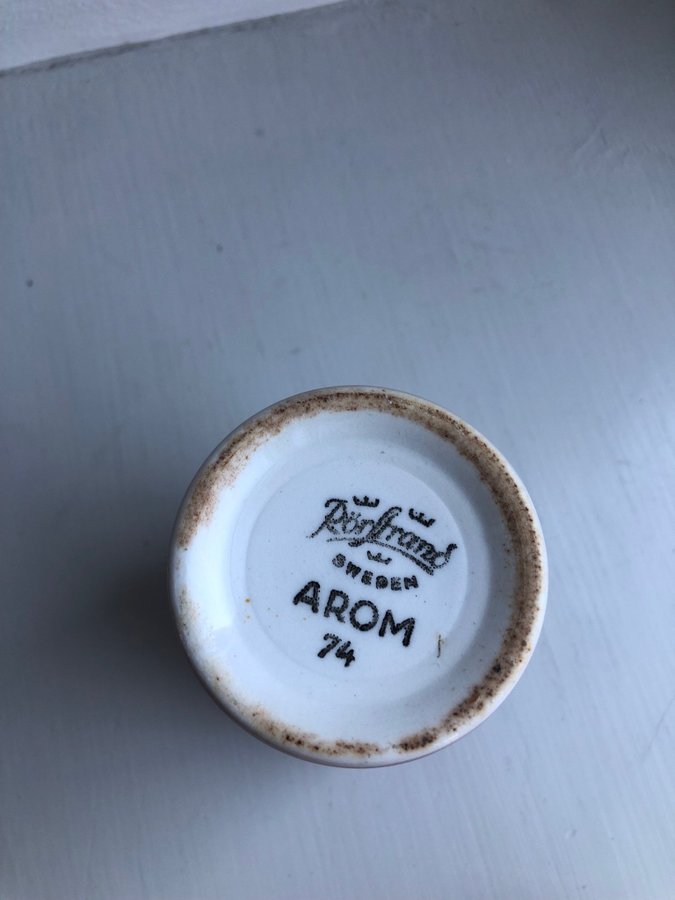 Rörstrand
SWEDEN
AROM
74